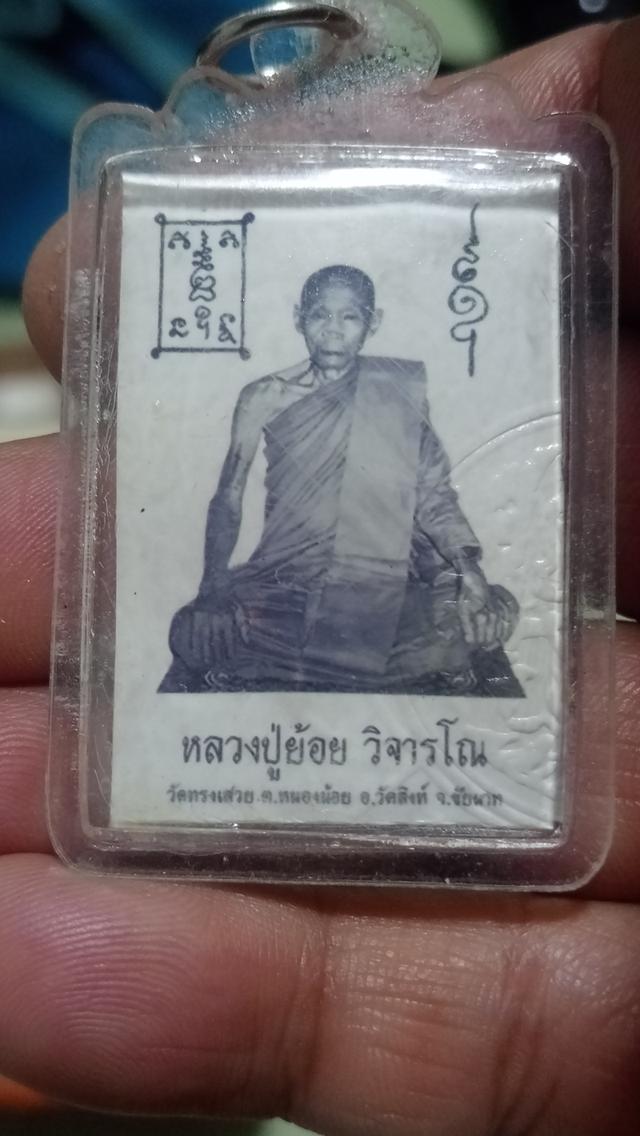 หลวงปู่ย้อย วิจารโณ
วัดทรงเสวย ต.หนองน้อย อ.วัดสิงห์ จ.ชัยนาท